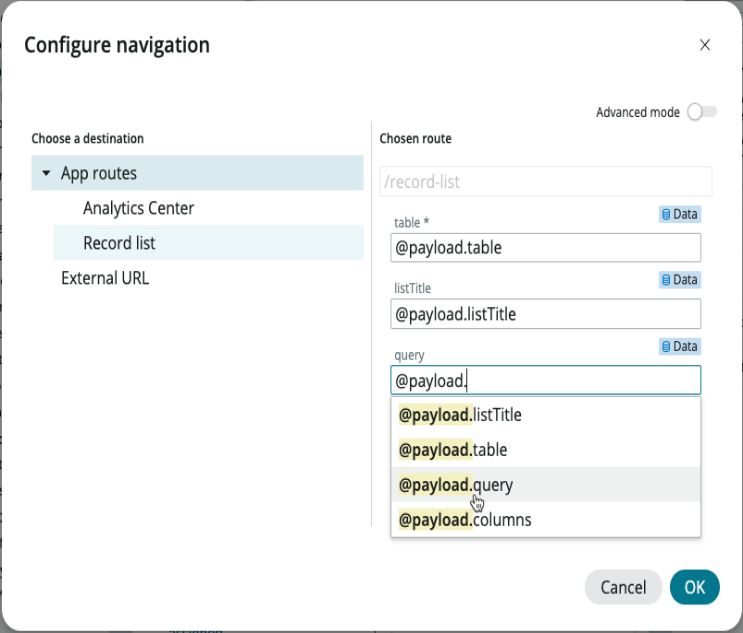 Configure navigation
Advanced mode
Choose a destination
App routes
Analytics Center
Record list
External URL
Chosen route
/record-list
table *
Data
@payload.table
listTitle
Data
@payload.listTitle
query
Data
@payload.
@payload.listTitle
@payload.table
@payload.query
@payload.columns
Cancel
OK